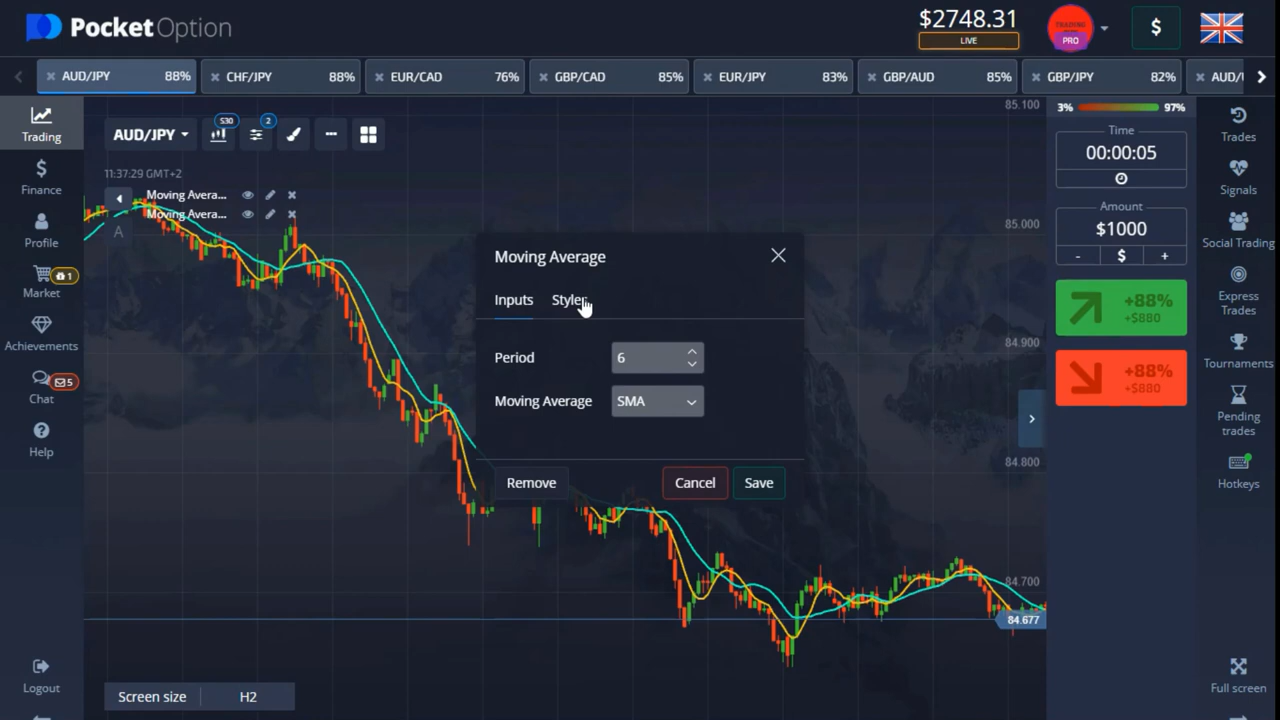 PocketOption
$2748.31
LIVE
PRO
$
AUD/JPY 88%
CHF/JPY 88%
EUR/CAD 76%
GBP/CAD 85%
EUR/JPY 83%
GBP/AUD 85%
GBP/JPY 82%
AUD/
Trading
Finance
Profile
Market
1
Achievements
Chat
5
Help
Logout
AUD/JPY
S30
2
11:37:29 GMT+2
Moving Avera...
Moving Avera...
A
Moving Average
Inputs
Style
Period
6
Moving Average
SMA
Remove
Cancel
Save
85.100
85.000
84.900
84.800
84.700
84.677
Screen size
H2
3%
97%
Time
00:00:05
Amount
$1000
- $ +
+88%
+$880
+88%
+$880
Trades
Signals
Social Trading
Express
Trades
Tournaments
Pending
trades
Hotkeys
Full screen